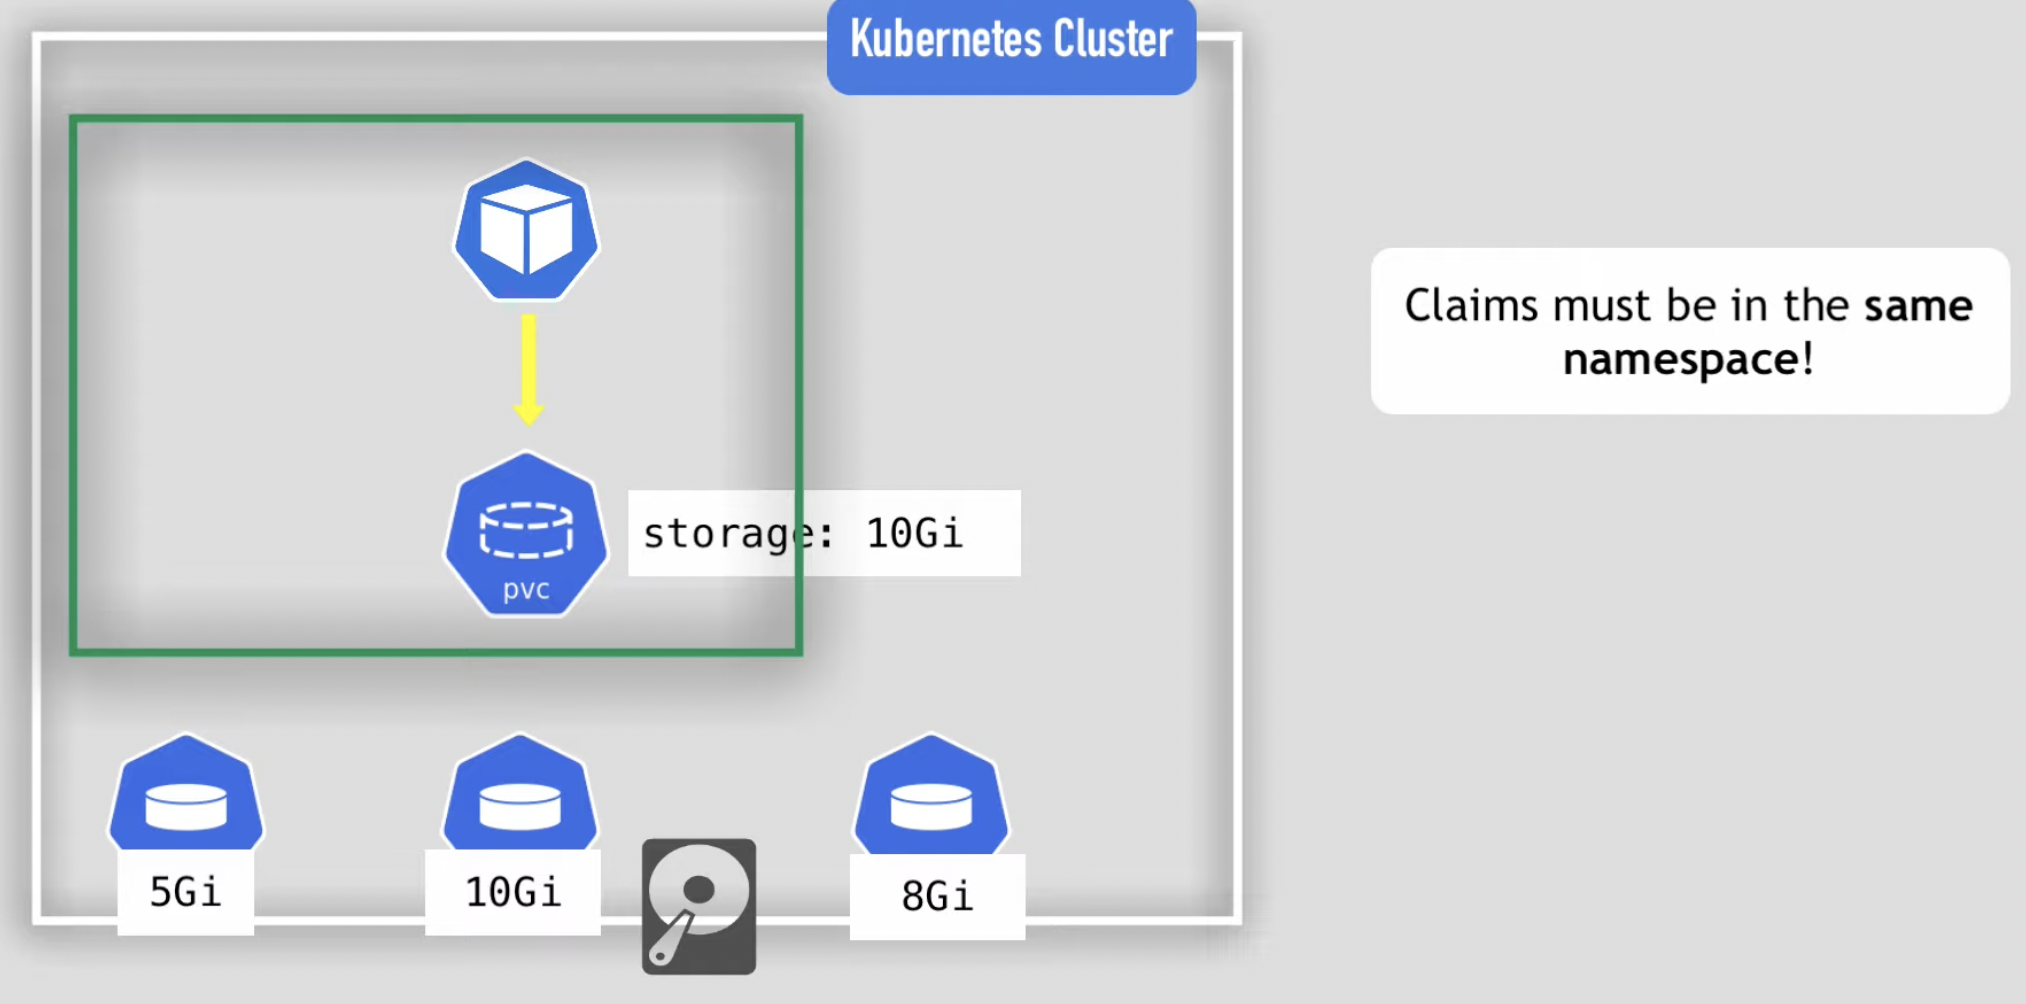 Kubernetes Cluster
Claims must be in the same
namespace!
storage: 10Gi
pvc
5Gi
10Gi
8Gi